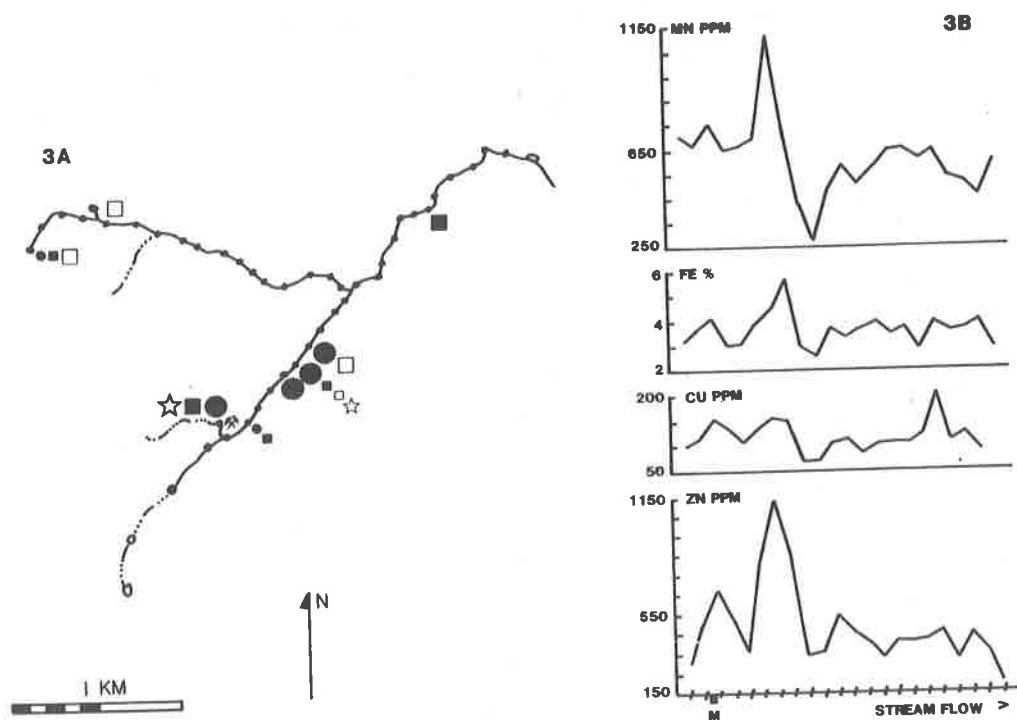 3A
N
1 KM
3B
MN PPM
1150
650
250
FE %
6
4
2
CU PPM
200
50
ZN PPM
1150
550
150
M
STREAM FLOW >